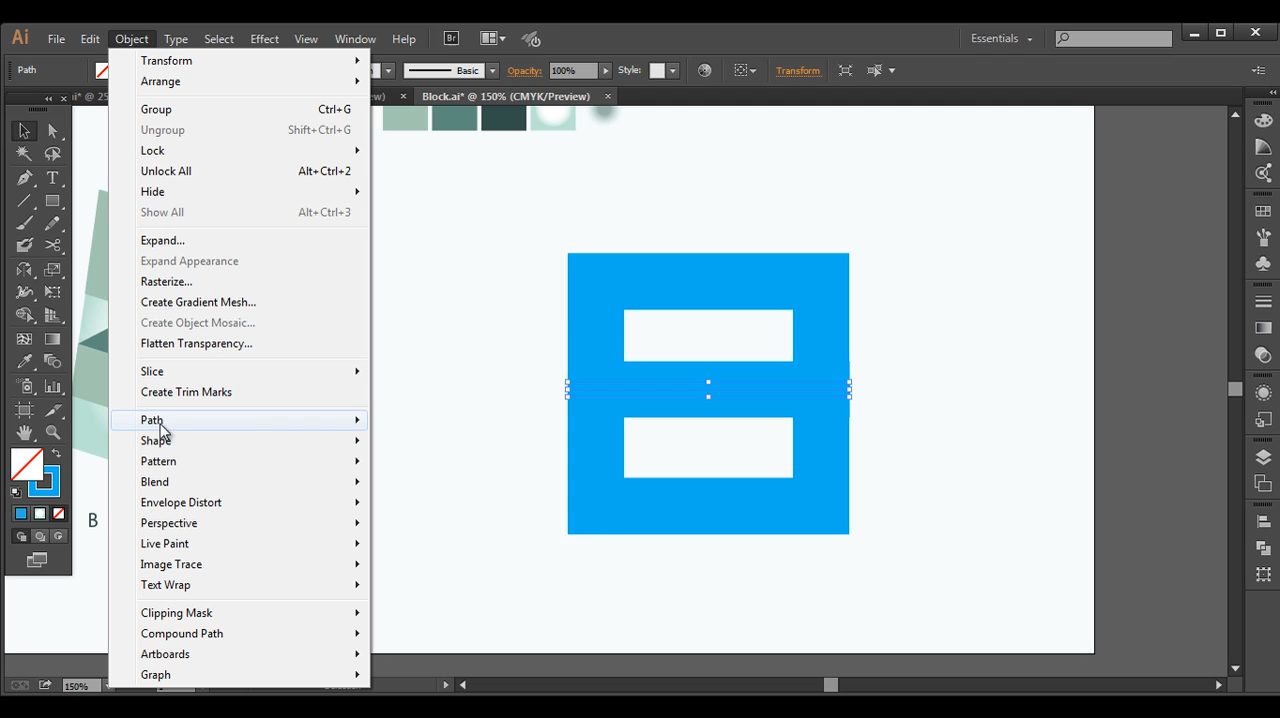 Ai File Edit Object Type Select Effect View Window Help Br Essentials
Path Basic Opacity: 100% Style: Transform
Block.ai* @ 150% (CMYK/Preview)
Transform
Arrange
Group Ctrl+G
Ungroup Shift+Ctrl+G
Lock
Unlock All Alt+Ctrl+2
Hide
Show All Alt+Ctrl+3
Expand...
Expand Appearance
Rasterize...
Create Gradient Mesh...
Create Object Mosaic...
Flatten Transparency...
Slice
Create Trim Marks
Path
Shape
Pattern
Blend
Envelope Distort
Perspective
Live Paint
Image Trace
Text Wrap
Clipping Mask
Compound Path
Artboards
Graph
B
150%